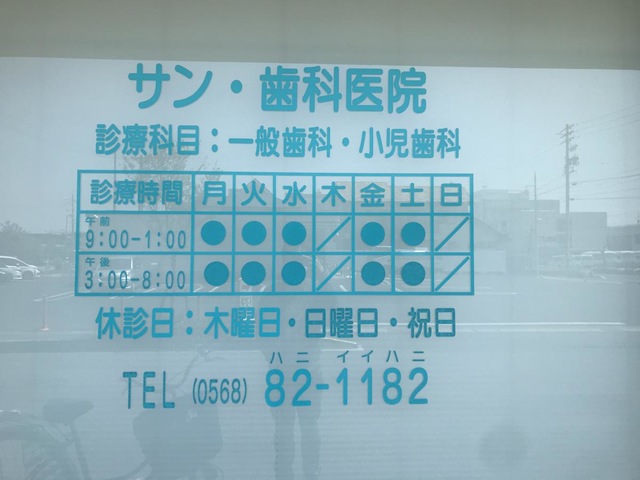 サン・歯科医院
診療科目：一般歯科・小児歯科
診療時間 月 火 水 木 金 土 日
午前
9:00-1:00 ● ● ● ／ ● ● ／
午後
3:00-8:00 ● ● ● ／ ● ● ／
休診日：木曜日・日曜日・祝日
ハニ イイハニ
TEL (0568) 82-1182